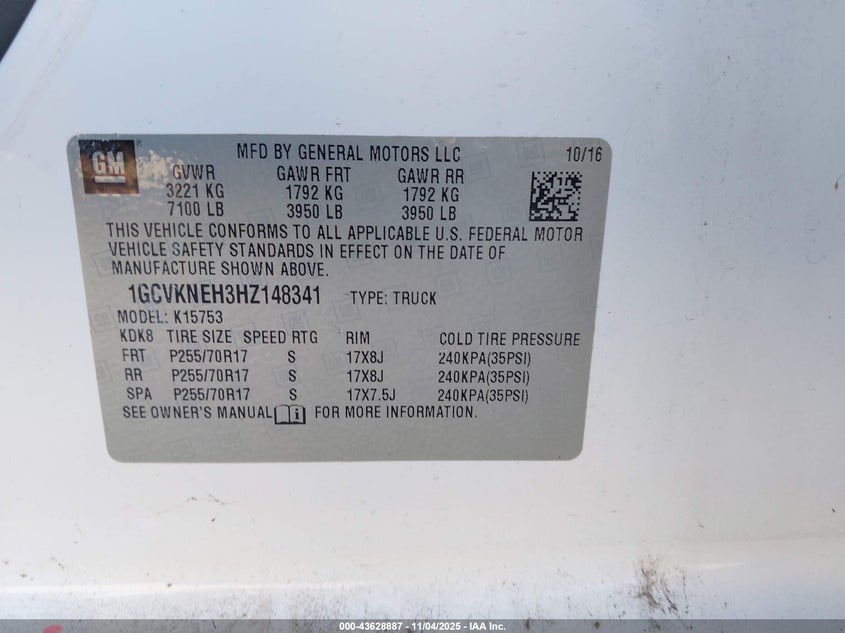 GM
MFD BY GENERAL MOTORS LLC 10/16
GVWR GAWR FRT GAWR RR
3221 KG 1792 KG 1792 KG
7100 LB 3950 LB 3950 LB
THIS VEHICLE CONFORMS TO ALL APPLICABLE U.S. FEDERAL MOTOR
VEHICLE SAFETY STANDARDS IN EFFECT ON THE DATE OF
MANUFACTURE SHOWN ABOVE.
1GCVKNEH3HZ148341 TYPE: TRUCK
MODEL: K15753
KDK8 TIRE SIZE SPEED RTG RIM COLD TIRE PRESSURE
FRT P255/70R17 S 17X8J 240KPA(35PSI)
RR P255/70R17 S 17X8J 240KPA(35PSI)
SPA P255/70R17 S 17X7.5J 240KPA(35PSI)
SEE OWNER'S MANUAL FOR MORE INFORMATION.
000-43628887 - 11/04/2025 - IAA Inc.